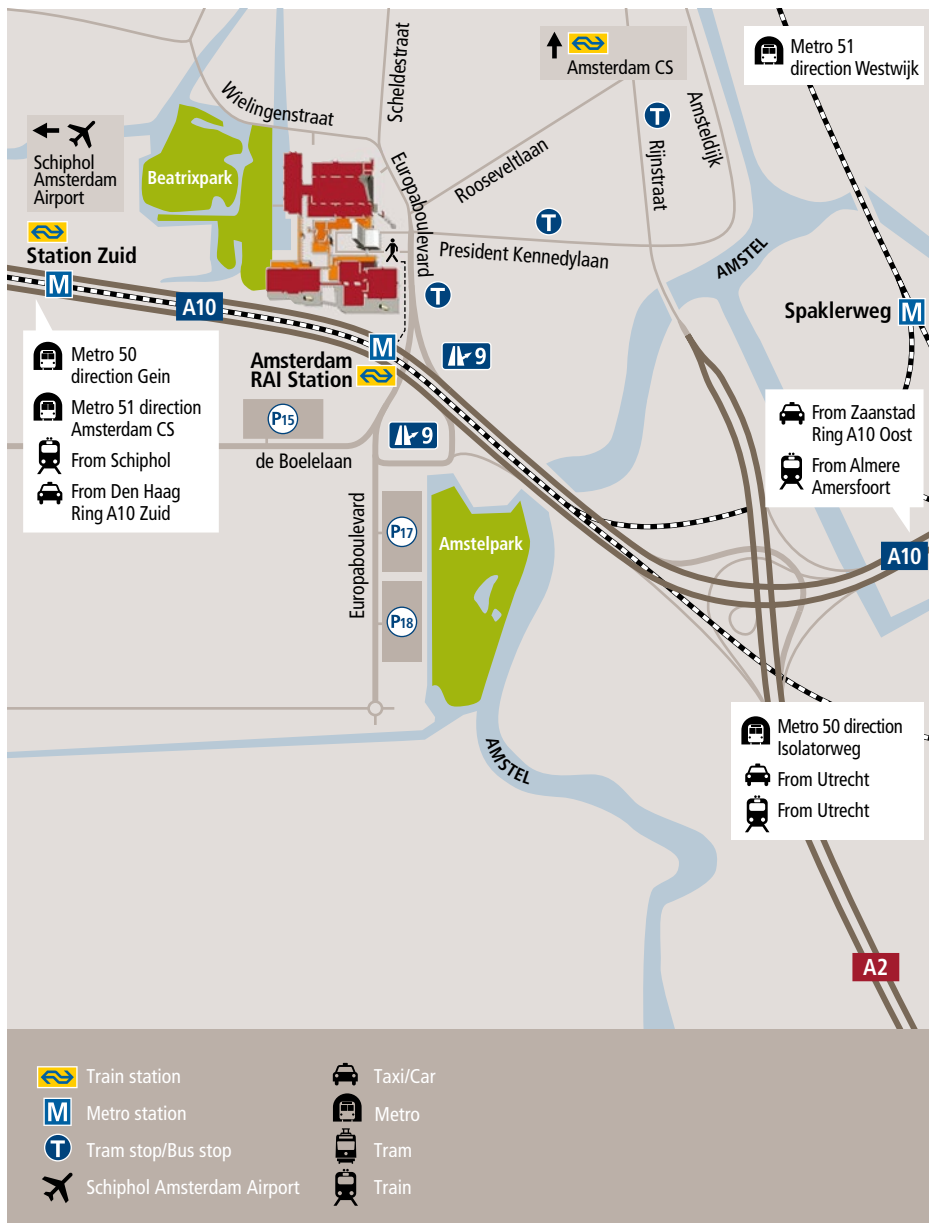 Scheldestraat
Amsterdam CS
Metro 51
direction Westwijk
Wielingenstraat
Amsteldijk
T
Rijnstraat
Schiphol
Amsterdam
Airport
Beatrixpark
Europaboulevard
Rooseveltlaan
T
President Kennedylaan
AMSTEL
Station Zuid
M
A10
T
Spaklerweg
M
Metro 50
direction Gein
Metro 51 direction
Amsterdam CS
From Schiphol
From Den Haag
Ring A10 Zuid
M
Amsterdam
RAI Station
9
P15
9
de Boelelaan
From Zaanstad
Ring A10 Oost
From Almere
Amersfoort
A10
Europaboulevard
P17
Amstelpark
P18
AMSTEL
Metro 50 direction
Isolatorweg
From Utrecht
From Utrecht
A2
Train station
M
Metro station
T
Tram stop/Bus stop
Schiphol Amsterdam Airport
Taxi/Car
Metro
Tram
Train